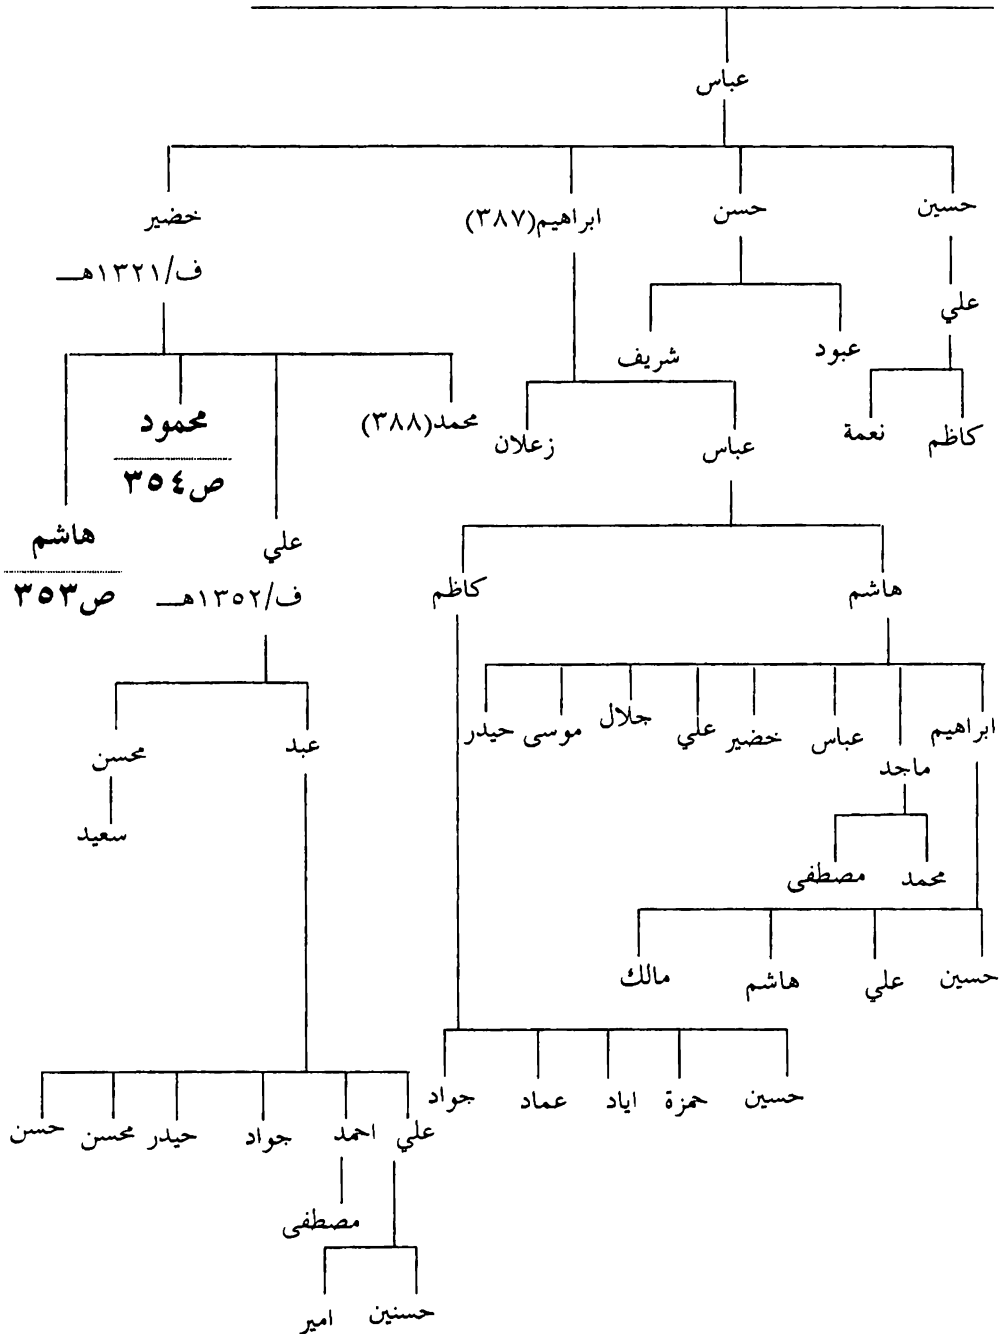 عباس
حسين حسن ابراهيم(٣٨٧) خضير
ف/١٣٢١هـ
علي
عبود شريف
محمد(٣٨٨) محمود
ص٣٥٤
كاظم نعمة عباس زعلان
علي هاشم
ص٣٥٣
هاشم كاظم ف/١٣٥٢هـ
ابراهيم ماجد عباس خضير علي جلال موسى حيدر
عبد محسن
سعيد
محمد مصطفى
حسين علي هاشم مالك
حسين حمزة اياد عماد جواد
علي احمد جواد حيدر محسن حسن
مصطفى
حسنين امير